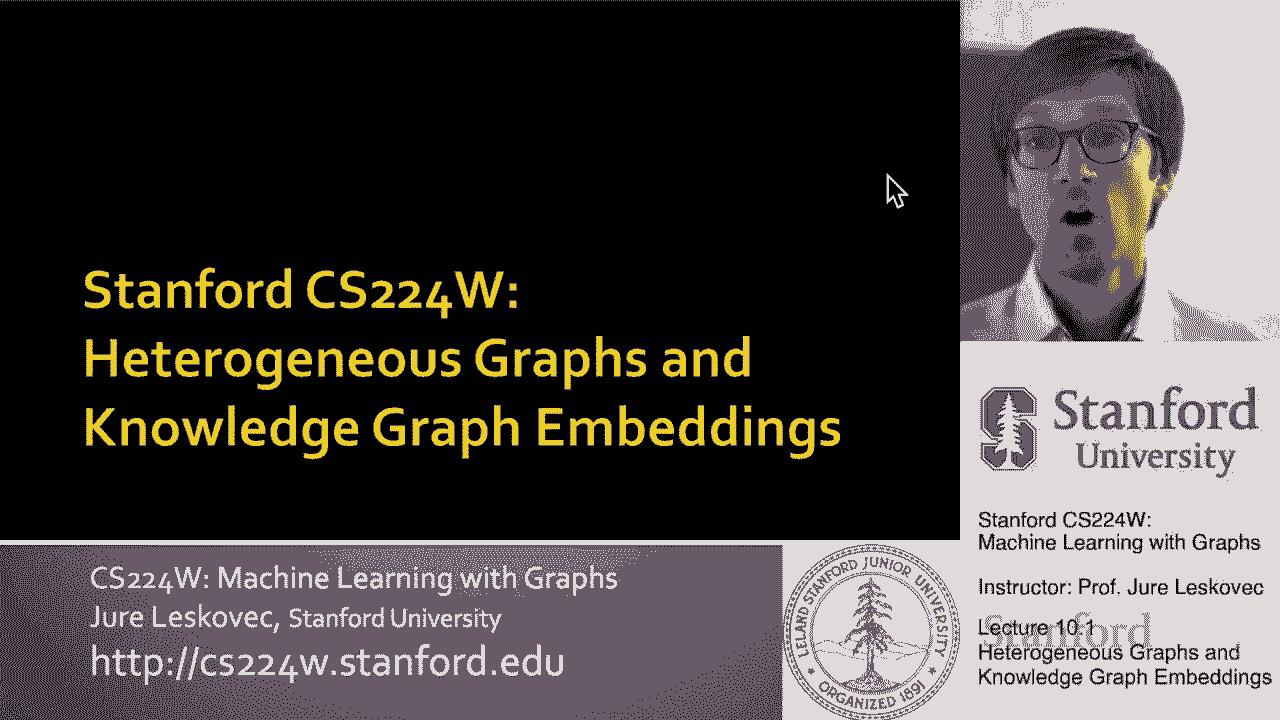 Stanford CS224W:
Heterogeneous Graphs and
Knowledge Graph Embeddings
CS224W: Machine Learning with Graphs
Jure Leskovec, Stanford University
http://cs224w.stanford.edu
LELAND STANFORD JUNIOR UNIVERSITY
ORGANIZED 1891
Stanford
University
Stanford CS224W:
Machine Learning with Graphs
Instructor: Prof. Jure Leskovec
Lecture 10.1
Stanford
Heterogeneous Graphs and
Knowledge Graph Embeddings